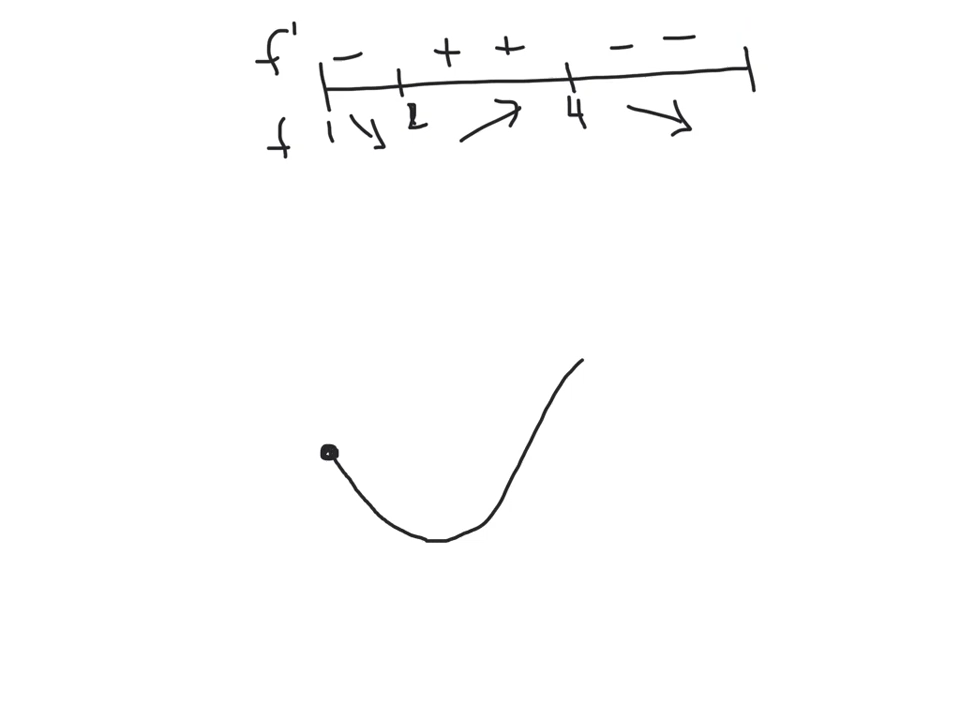 f' − + + − −
f 1 ↘ 2 ↗ 4 ↘